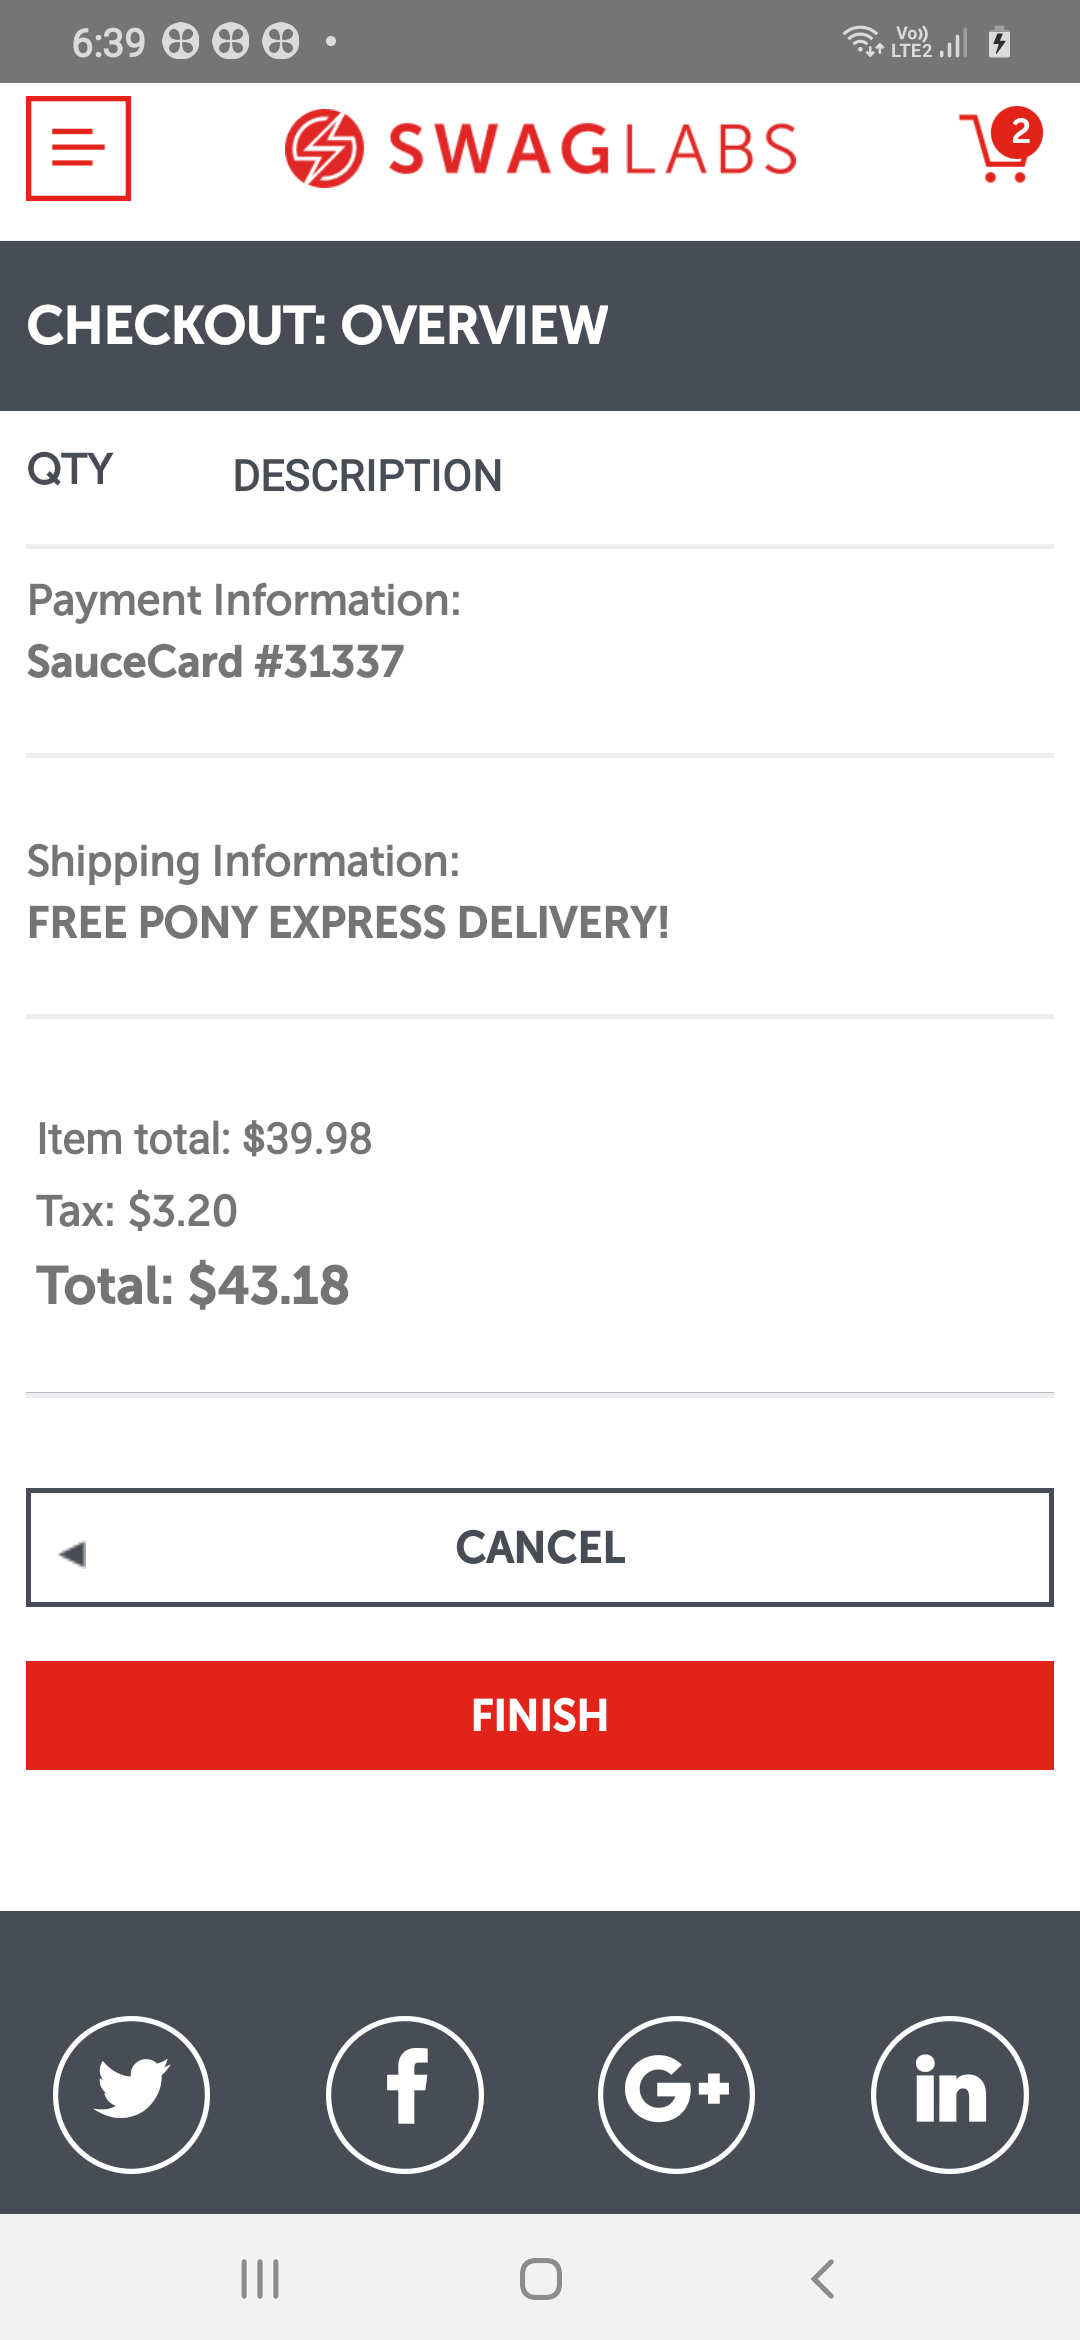 6:39
Vo))
LTE2
SWAGLABS
2
CHECKOUT: OVERVIEW
QTY
DESCRIPTION
Payment Information:
SauceCard #31337
Shipping Information:
FREE PONY EXPRESS DELIVERY!
Item total: $39.98
Tax: $3.20
Total: $43.18
CANCEL
FINISH
f
G+
in